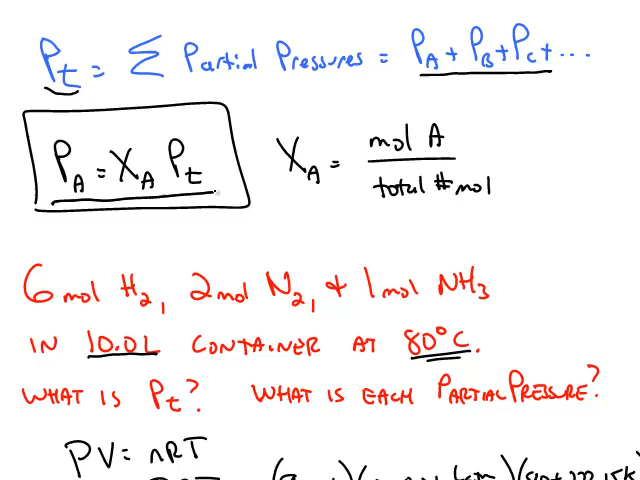 Pt = Σ Partial Pressures = PA + PB + PC + ...
PA = XA Pt XA = mol A / total # mol
6 mol H2, 2 mol N2, + 1 mol NH3
IN 10.0L CONTAINER AT 80°C.
WHAT IS Pt? WHAT IS EACH PARTIAL PRESSURE?
PV = nRT